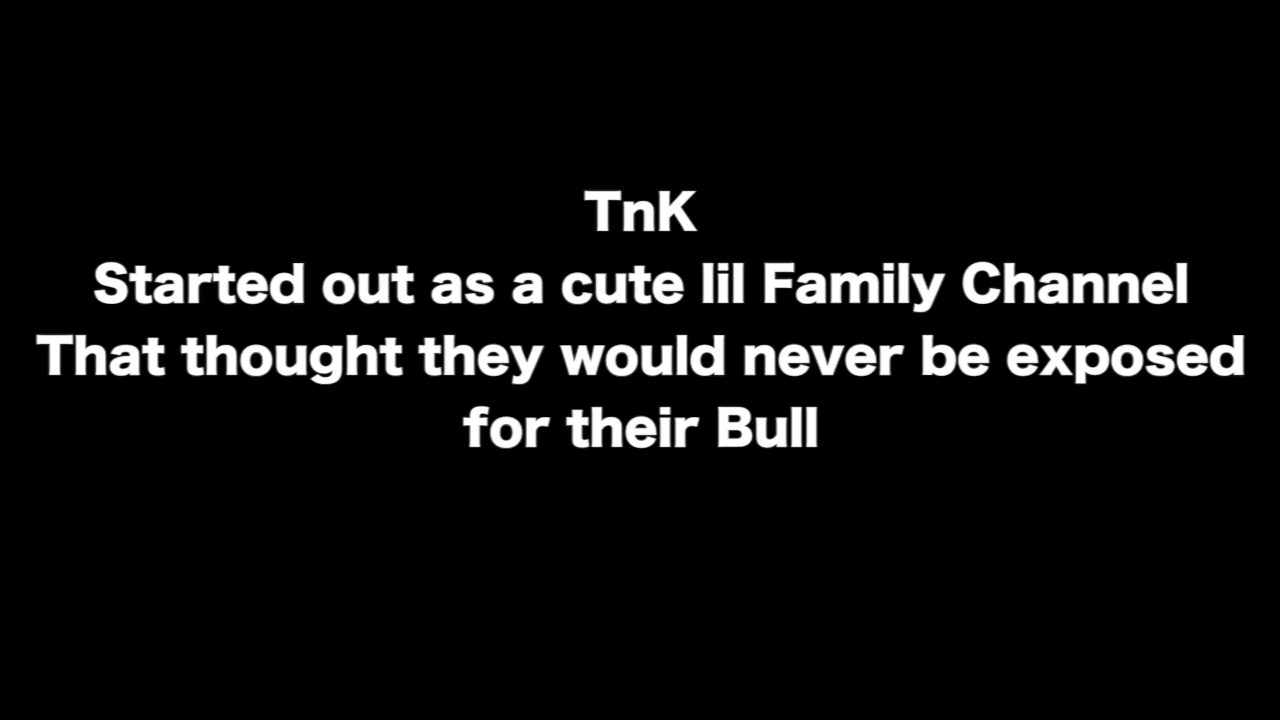 TnK
Started out as a cute lil Family Channel
That thought they would never be exposed
for their Bull